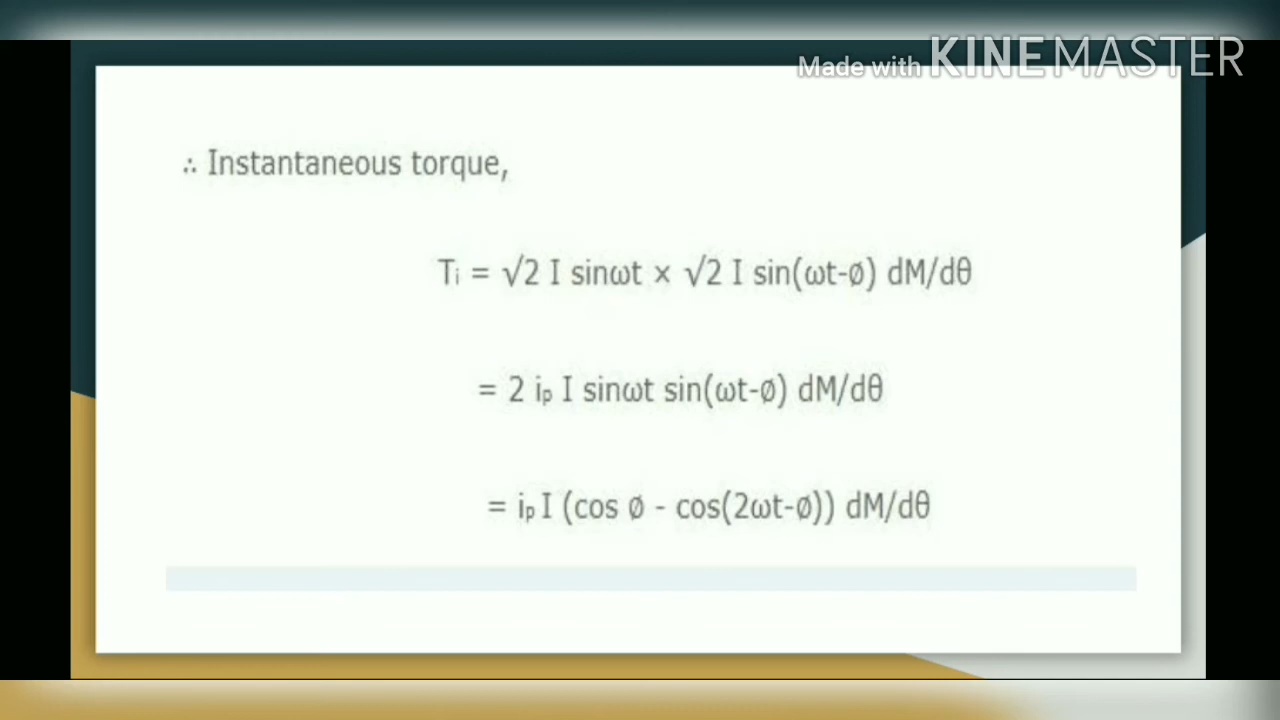 Made with KINEMASTER
∴ Instantaneous torque,
Tᵢ = √2 I sinωt × √2 I sin(ωt-ø) dM/dθ
= 2 iₚ I sinωt sin(ωt-ø) dM/dθ
= iₚ I (cos ø - cos(2ωt-ø)) dM/dθ